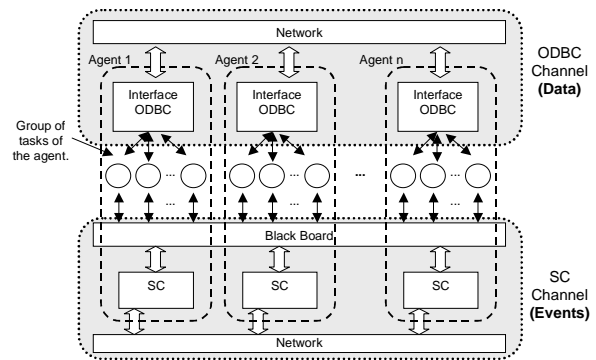 Network
Agent 1
Agent 2
Agent n
ODBC
Channel
(Data)
Interface
ODBC
Interface
ODBC
Interface
ODBC
Group of
tasks of
the agent.
...
...
...
...
...
...
...
Black Board
SC
SC
SC
SC
Channel
(Events)
Network